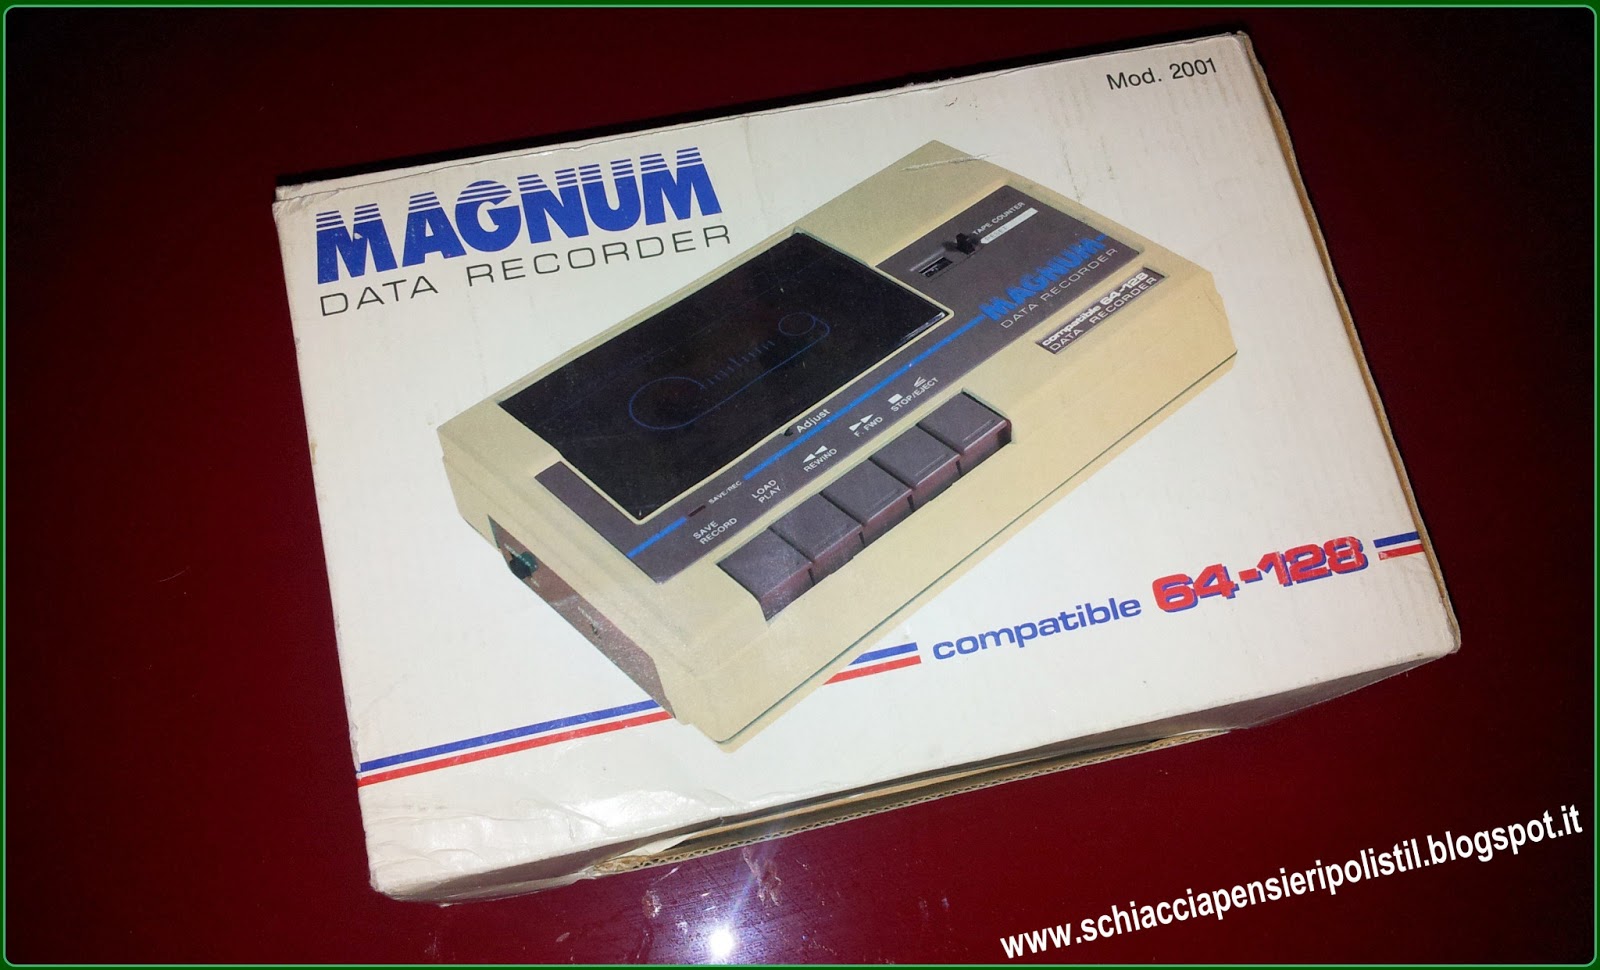 Mod. 2001
MAGNUM
DATA RECORDER
TAPE COUNTER
MAGNUM
DATA RECORDER
compatible 64-128
DATA RECORDER
Adjust
STOP/EJECT
F. FWD
REWIND
SAVE/REC
LOAD
PLAY
SAVE
RECORD
compatible 64-128
www.schiacciapensieripolistil.blogspot.it